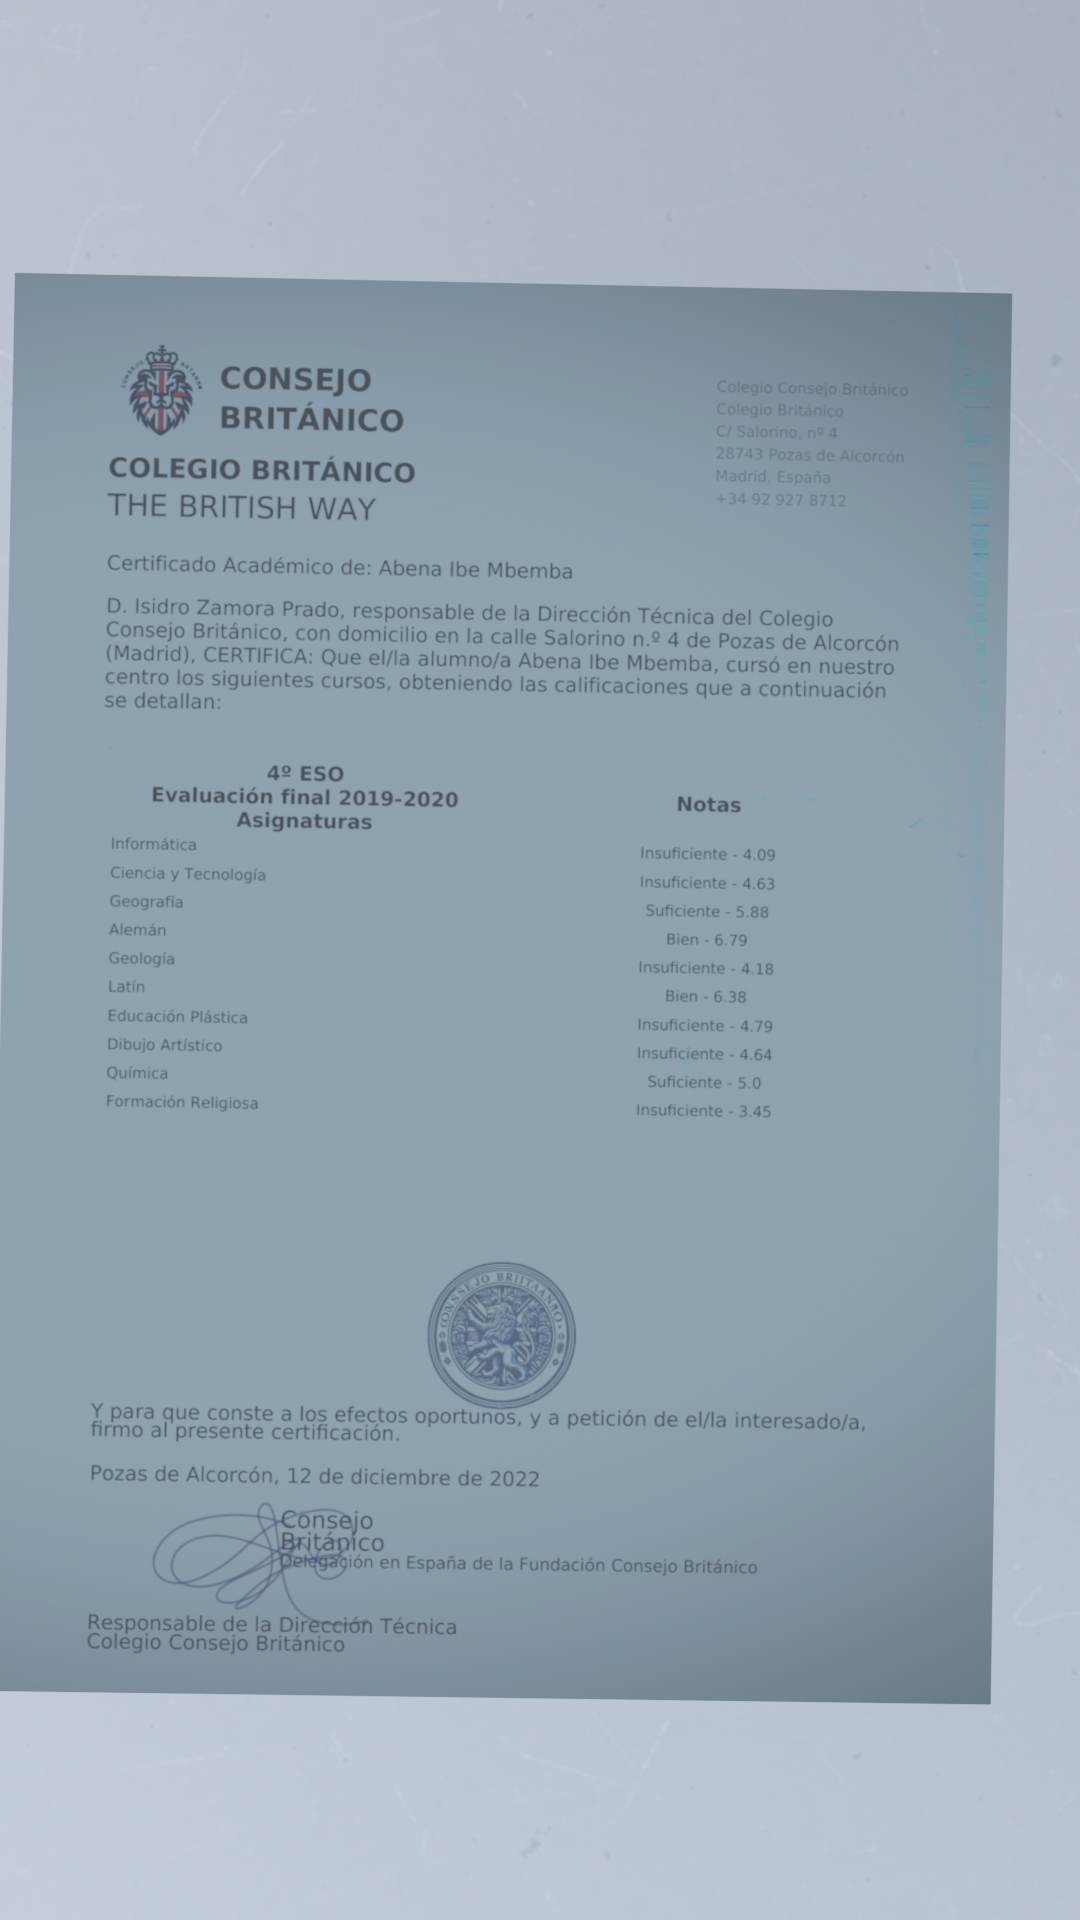 CONSEJO
BRITÁNICO
COLEGIO BRITÁNICO
THE BRITISH WAY
Colegio Consejo Británico
Colegio Británico
C/ Salorino, nº 4
28743 Pozas de Alcorcón
Madrid, España
+34 92 927 8712
Certificado Académico de: Abena Ibe Mbemba
D. Isidro Zamora Prado, responsable de la Dirección Técnica del Colegio
Consejo Británico, con domicilio en la calle Salorino n.º 4 de Pozas de Alcorcón
(Madrid), CERTIFICA: Que el/la alumno/a Abena Ibe Mbemba, cursó en nuestro
centro los siguientes cursos, obteniendo las calificaciones que a continuación
se detallan:
4º ESO
Evaluación final 2019-2020
Asignaturas
Notas
Informática Insuficiente - 4.09
Ciencia y Tecnología Insuficiente - 4.63
Geografía Suficiente - 5.88
Alemán Bien - 6.79
Geología Insuficiente - 4.18
Latín Bien - 6.38
Educación Plástica Insuficiente - 4.79
Dibujo Artístico Insuficiente - 4.64
Química Suficiente - 5.0
Formación Religiosa Insuficiente - 3.45
CONSSEJO BRIITAANBO
Y para que conste a los efectos oportunos, y a petición de el/la interesado/a,
firmo al presente certificación.
Pozas de Alcorcón, 12 de diciembre de 2022
Consejo
Británico
Delegación en España de la Fundación Consejo Británico
Responsable de la Dirección Técnica
Colegio Consejo Británico